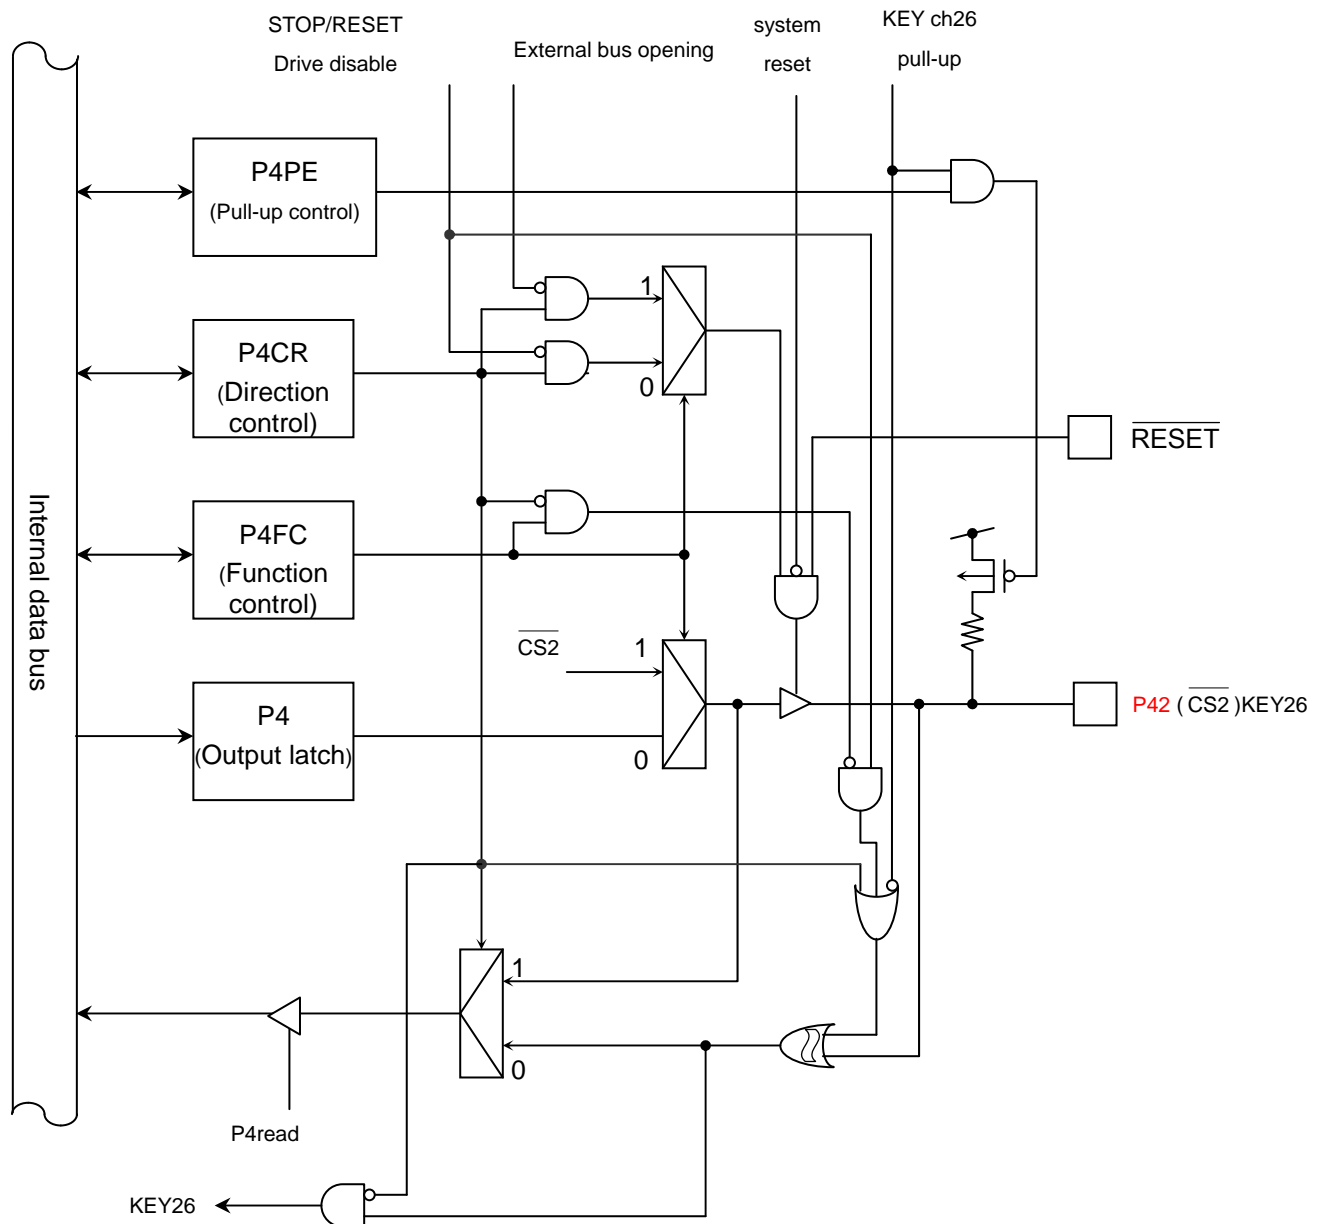 STOP/RESET
Drive disable
External bus opening
system
reset
KEY ch26
pull-up
P4PE
(Pull-up control)
1
P4CR
(Direction
control)
0
RESET
Internal data bus
P4FC
(Function
control)
CS2
1
P4
(Output latch)
0
P42 (CS2)KEY26
1
0
P4read
KEY26